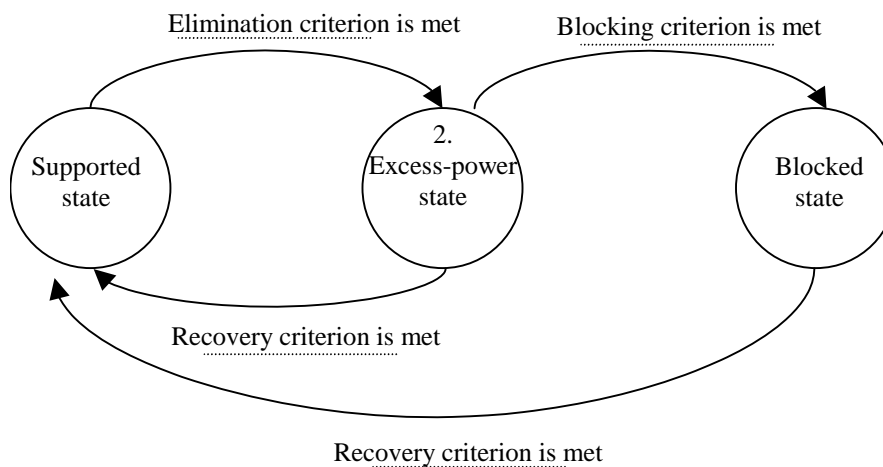 Elimination criterion is met
Blocking criterion is met
Supported
state
2.
Excess-power
state
Blocked
state
Recovery criterion is met
Recovery criterion is met